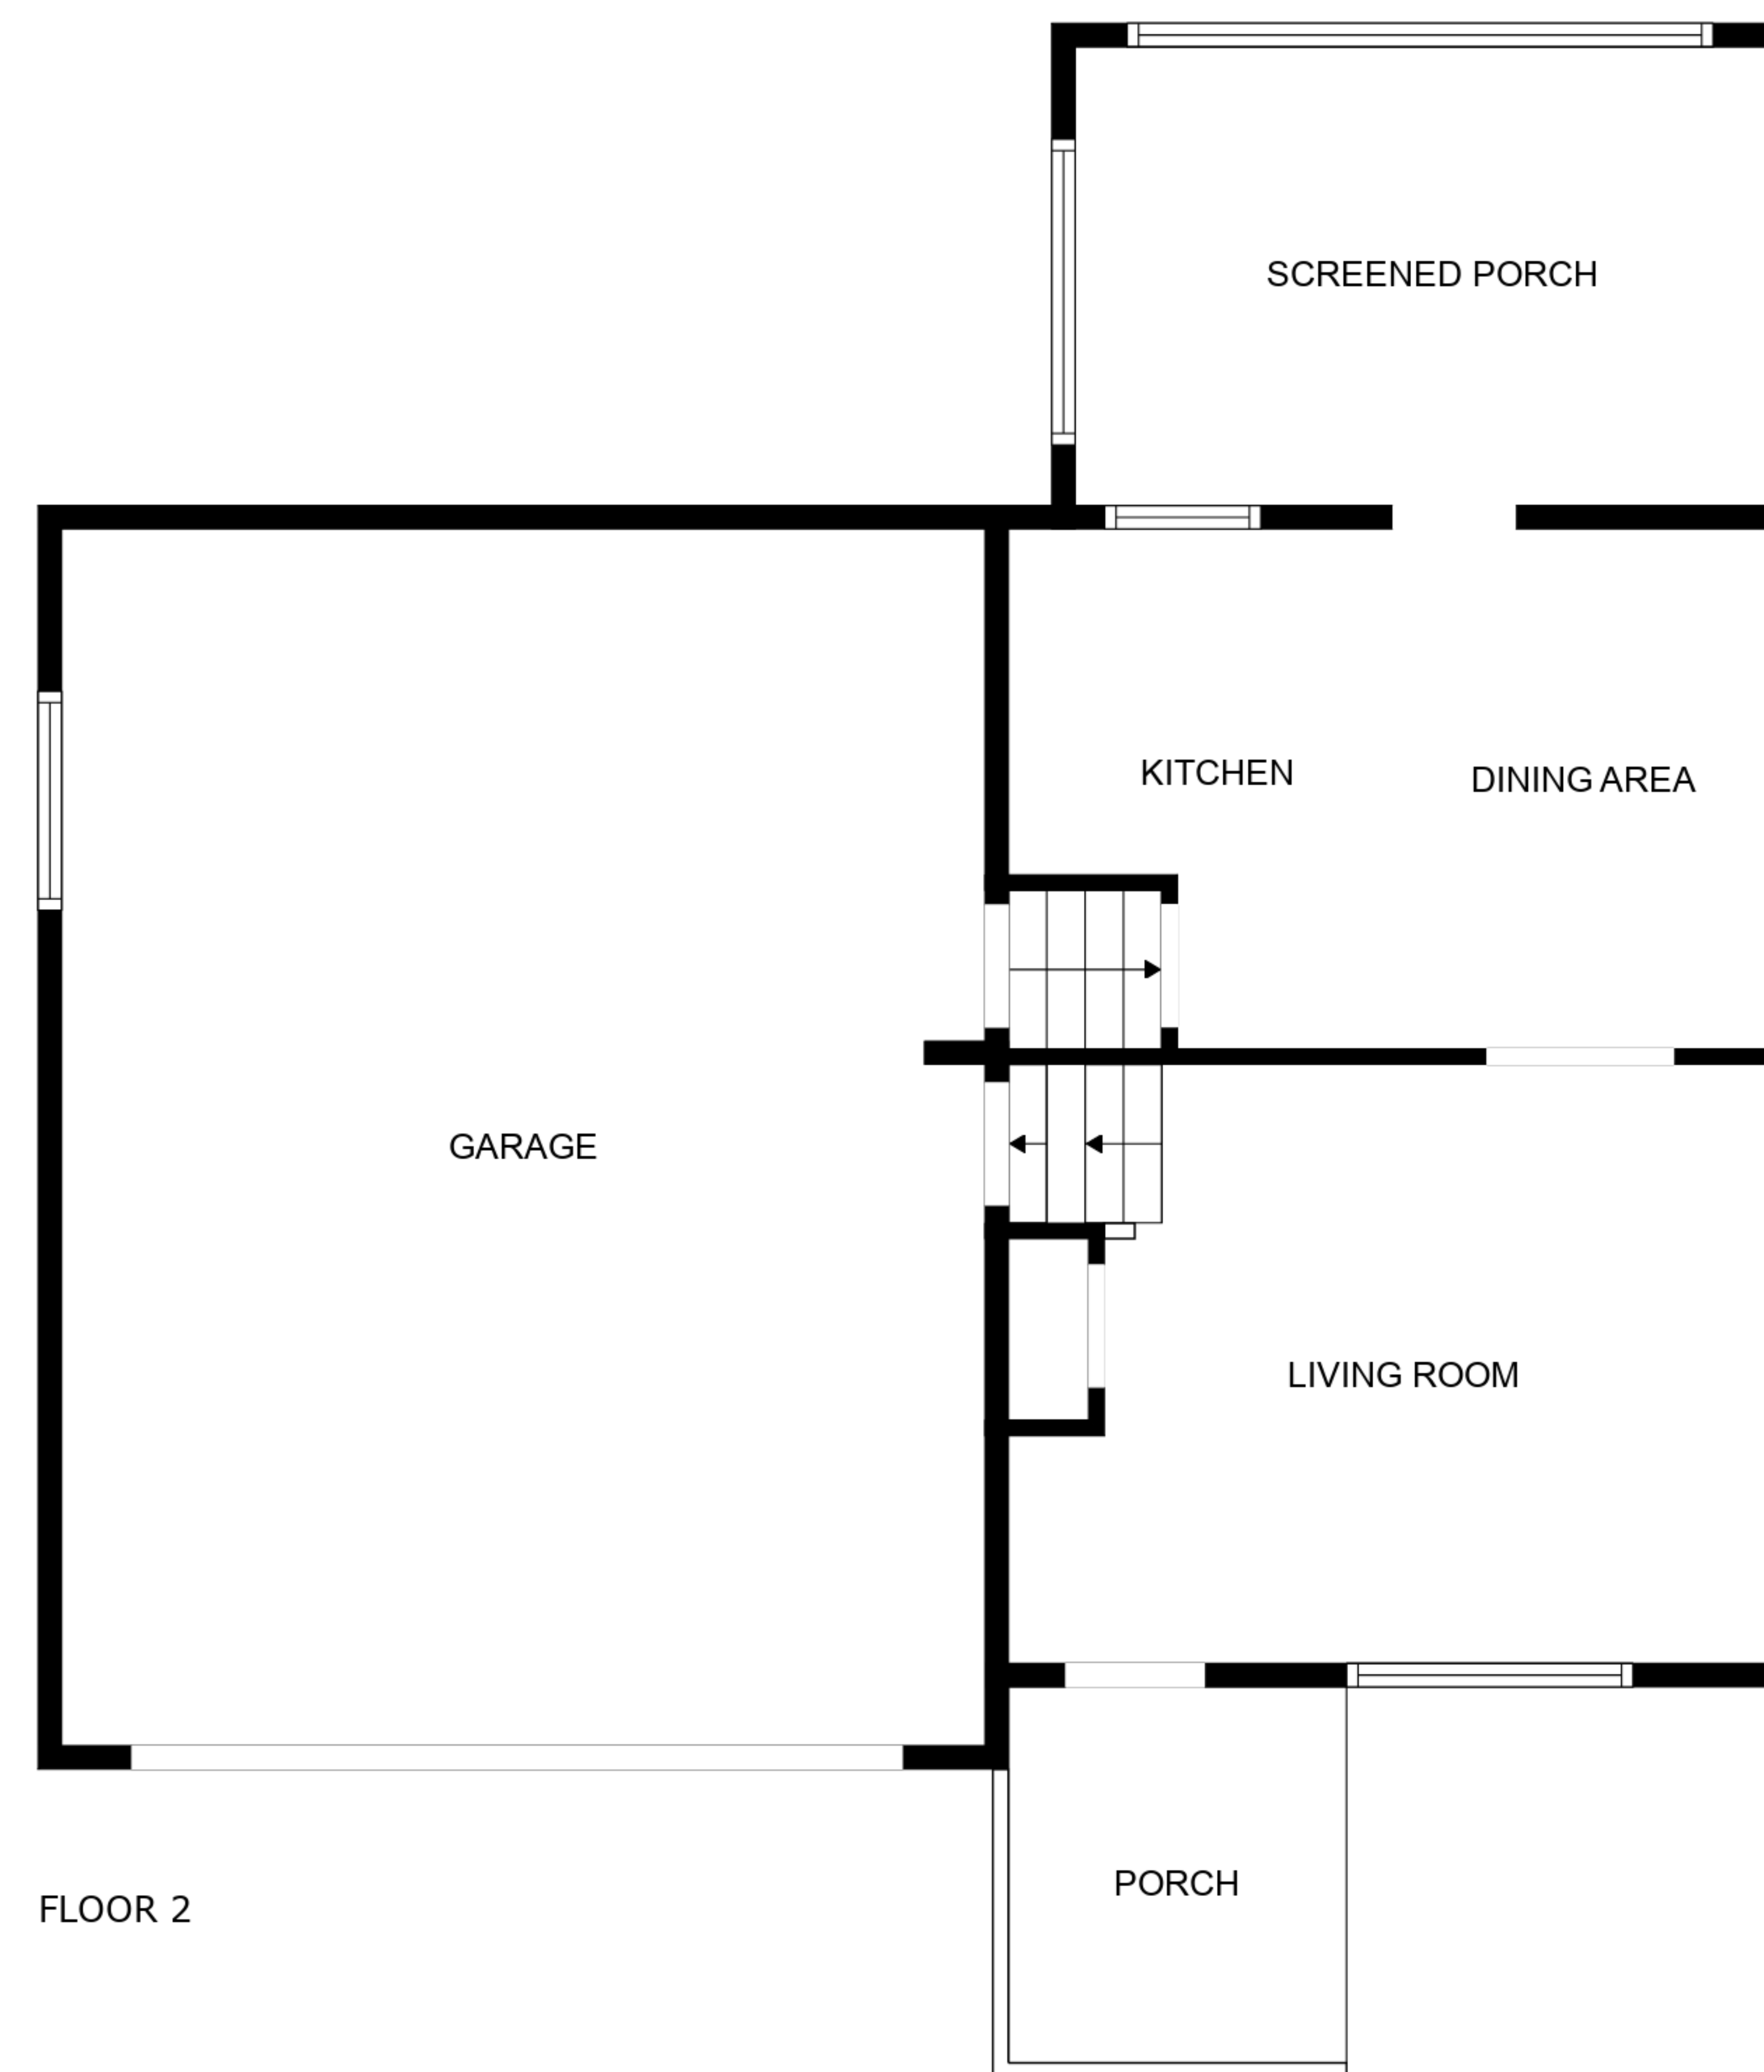 SCREENED PORCH
KITCHEN
DINING AREA
GARAGE
LIVING ROOM
PORCH
FLOOR 2